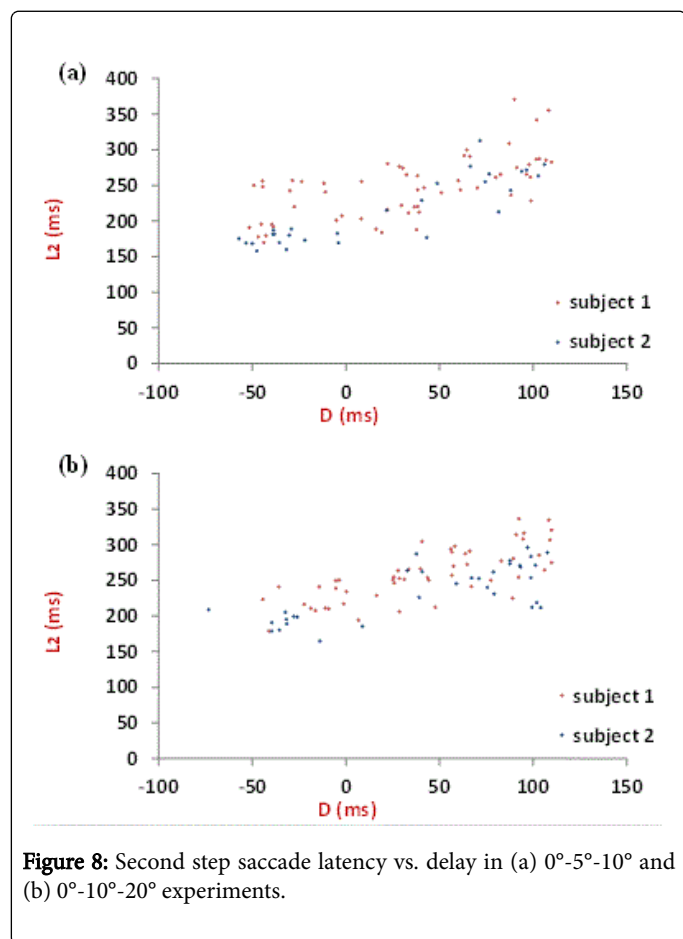 (a)
400
350
300
250
200
150
100
50
0
L2 (ms)
-100 -50 0 50 100 150
D (ms)
subject 1
subject 2
(b)
400
350
300
250
200
150
100
50
0
L2 (ms)
-100 -50 0 50 100 150
D (ms)
subject 1
subject 2
Figure 8: Second step saccade latency vs. delay in (a) 0°-5°-10° and
(b) 0°-10°-20° experiments.